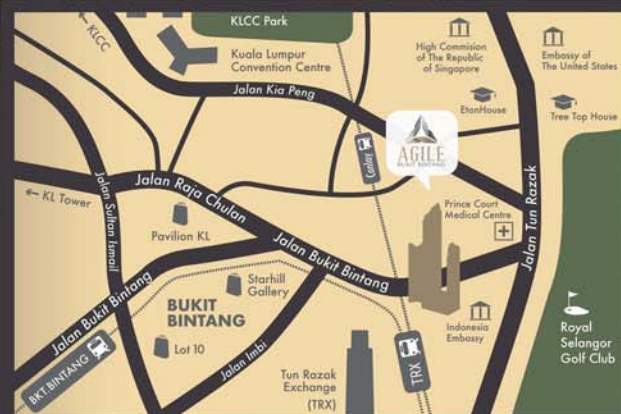 KLCC Park
← KLCC
Kuala Lumpur
Convention Centre
High Commision
of The Republic
of Singapore
Embassy of
The United States
Jalan Kia Peng
EtonHouse
Tree Top House
Conlay
AGILE
BUKIT BINTANG
← KL Tower
Jalan Sultan Ismail
Jalan Raja Chulan
Pavilion KL
Prince Court
Medical Centre
Jalan Tun Razak
Jalan Bukit Bintang
Jalan Bukit Bintang
Starhill
Gallery
BUKIT
BINTANG
Lot 10
BKT. BINTANG
Jalan Imbi
Tun Razak
Exchange
(TRX)
TRX
Indonesia
Embassy
Royal
Selangor
Golf Club